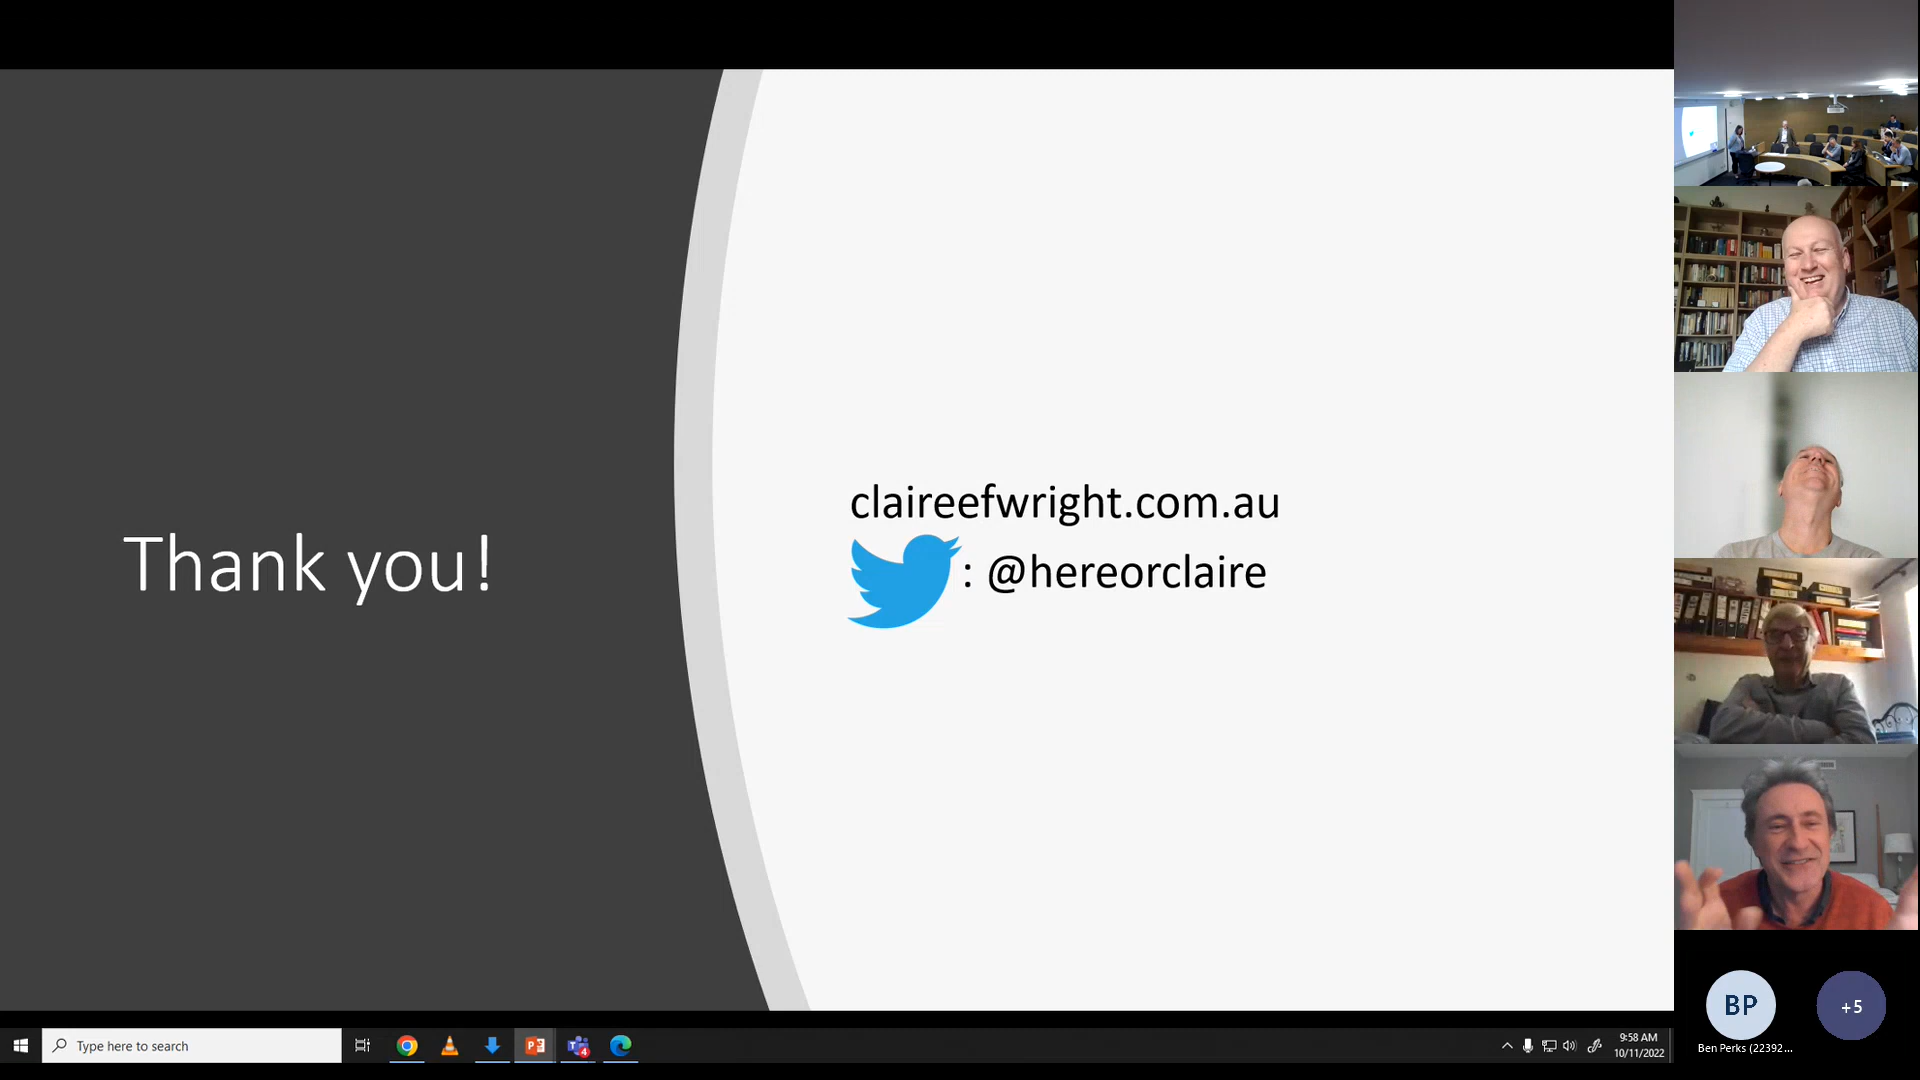 Thank you!
claireefwright.com.au
: @hereorclaire
BP
+5
Ben Perks (22392...
Type here to search
4
9:58 AM
10/11/2022